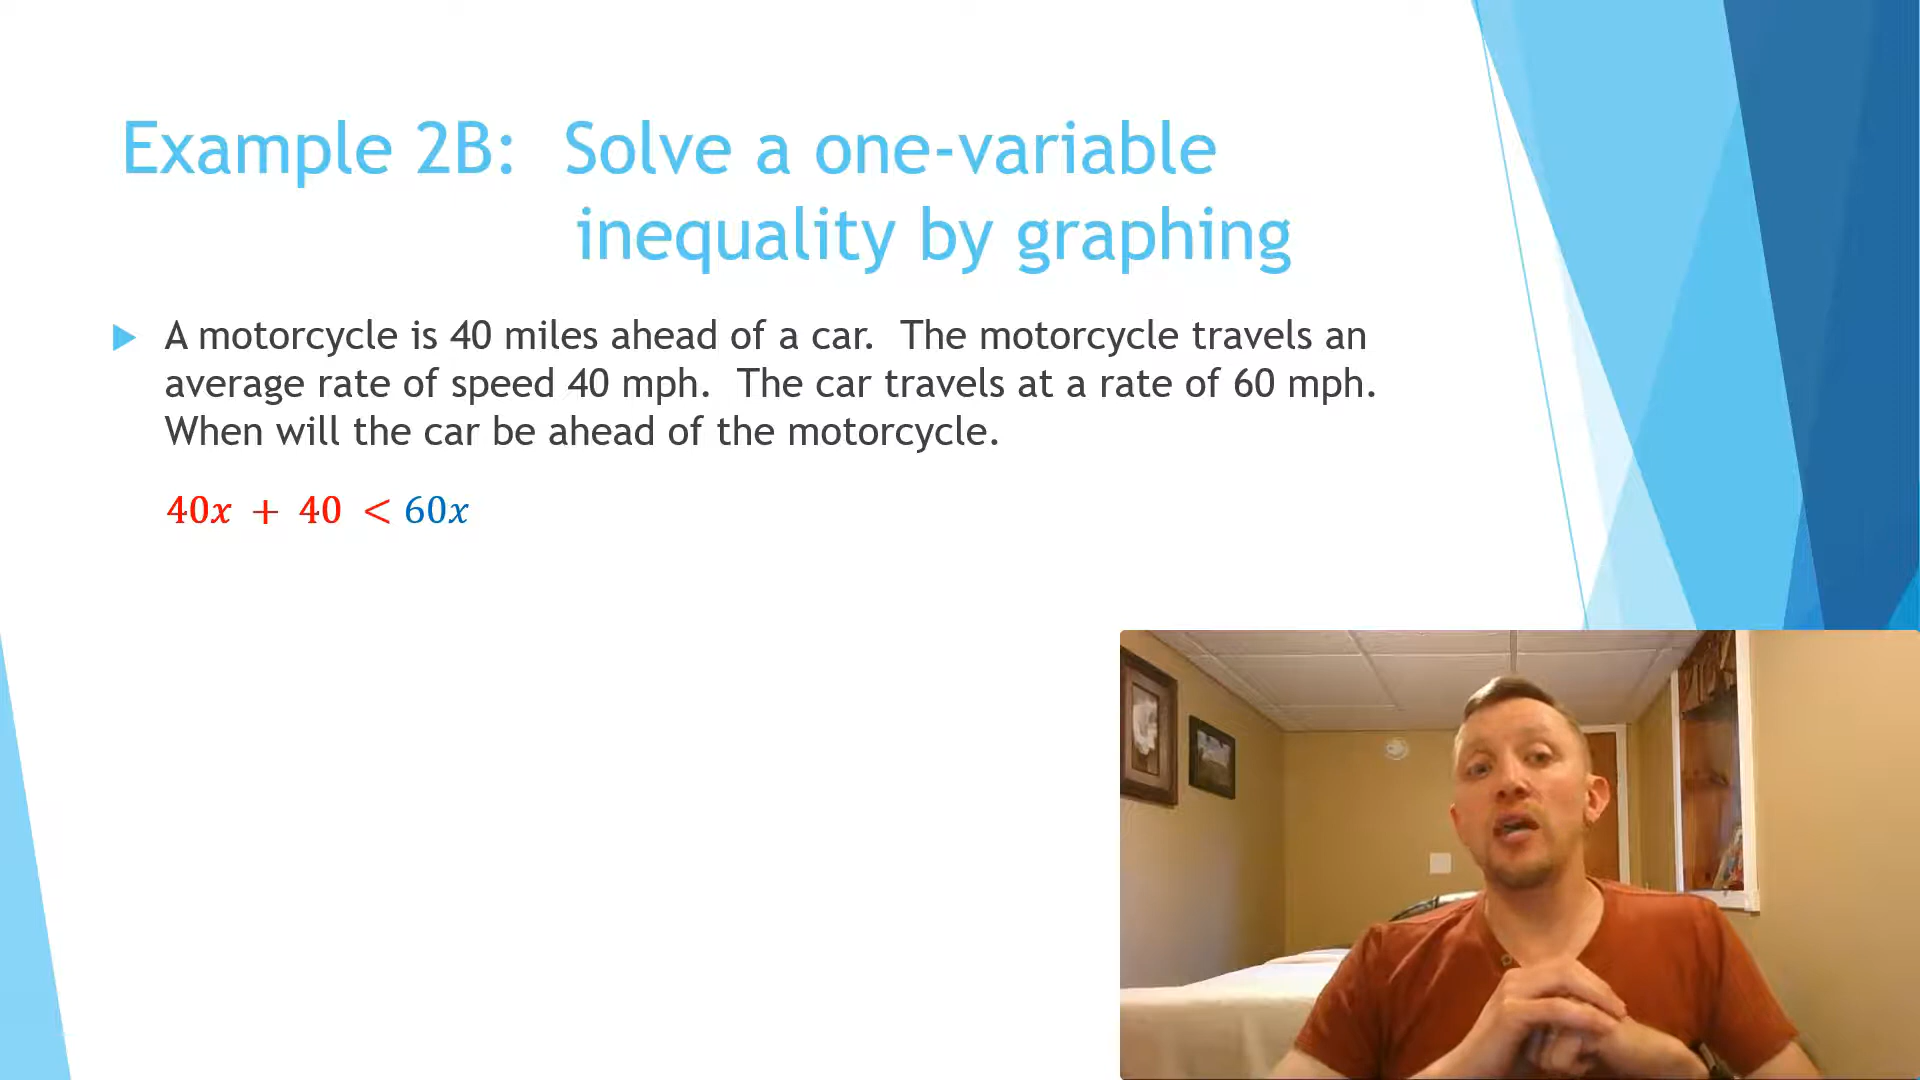 Example 2B: Solve a one-variable
inequality by graphing
A motorcycle is 40 miles ahead of a car. The motorcycle travels an
average rate of speed 40 mph. The car travels at a rate of 60 mph.
When will the car be ahead of the motorcycle.
40x + 40 < 60x